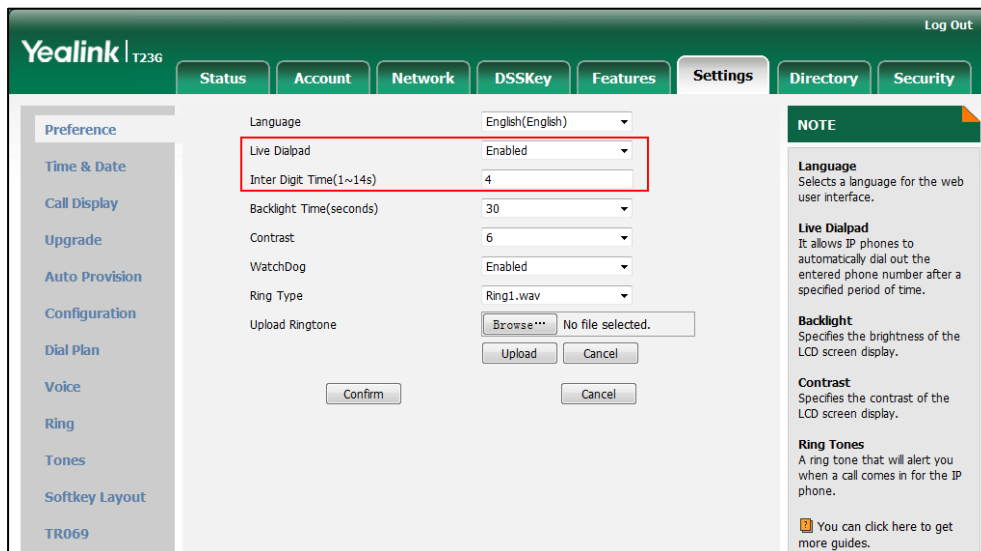 Log Out
Yealink | T23G
Status Account Network DSSKey Features Settings Directory Security
Preference
Time & Date
Call Display
Upgrade
Auto Provision
Configuration
Dial Plan
Voice
Ring
Tones
Softkey Layout
TR069
Language English(English)
Live Dialpad Enabled
Inter Digit Time(1~14s) 4
Backlight Time(seconds) 30
Contrast 6
WatchDog Enabled
Ring Type Ring1.wav
Upload Ringtone Browse… No file selected.
Upload Cancel
Confirm Cancel
NOTE
Language
Selects a language for the web
user interface.
Live Dialpad
It allows IP phones to
automatically dial out the
entered phone number after a
specified period of time.
Backlight
Specifies the brightness of the
LCD screen display.
Contrast
Specifies the contrast of the
LCD screen display.
Ring Tones
A ring tone that will alert you
when a call comes in for the IP
phone.
You can click here to get
more guides.